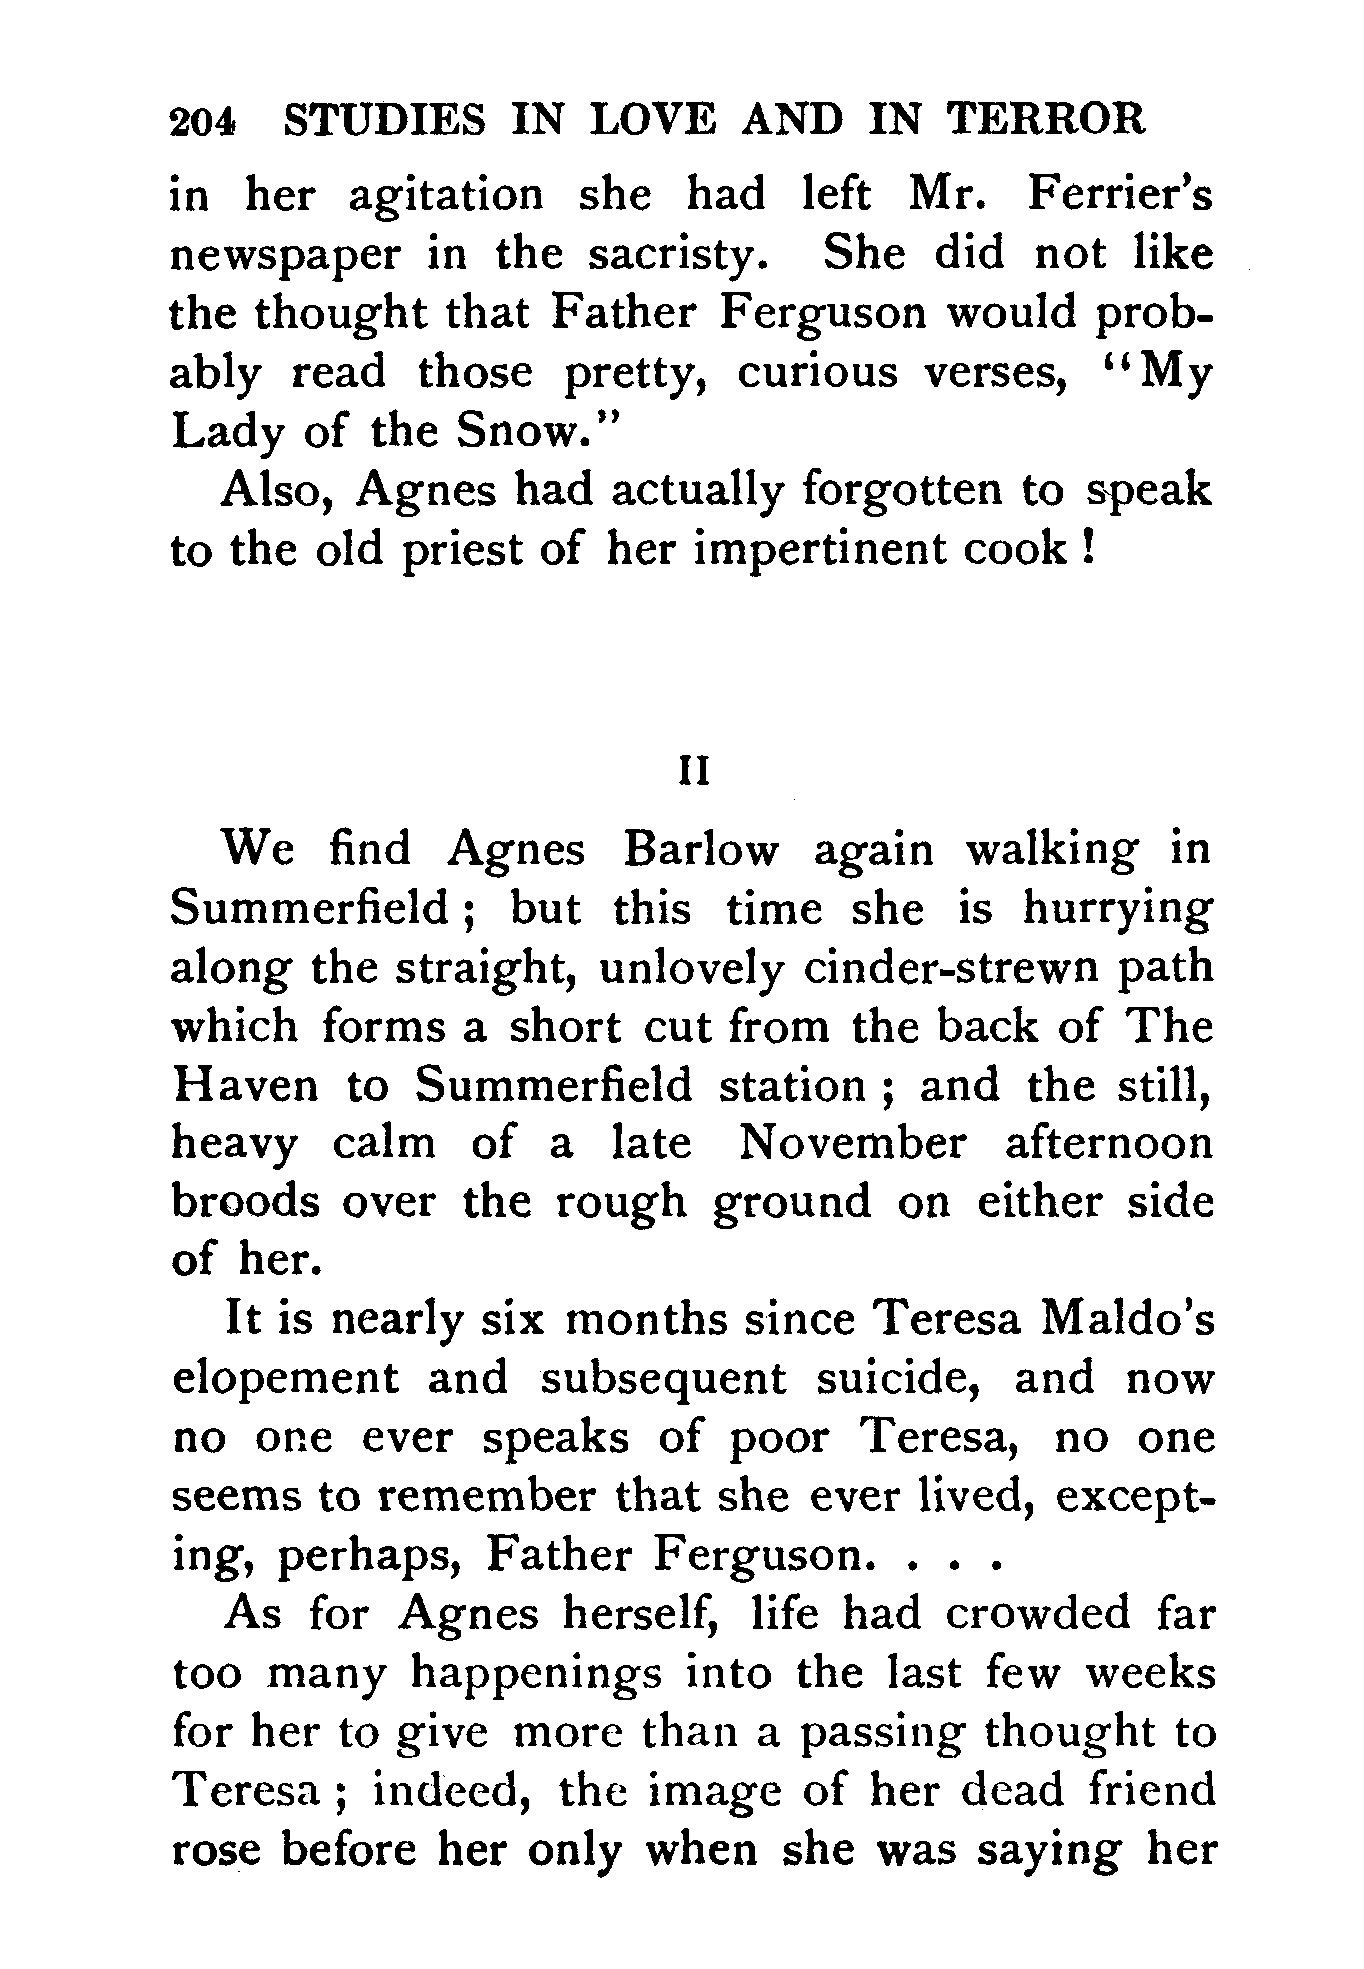 204 STUDIES IN LOVE AND IN TERROR
in her agitation she had left Mr. Ferrier's
newspaper in the sacristy. She did not like
the thought that Father Ferguson would prob-
ably read those pretty, curious verses, "My
Lady of the Snow."
Also, Agnes had actually forgotten to speak
to the old priest of her impertinent cook !
II
We find Agnes Barlow again walking in
Summerfield ; but this time she is hurrying
along the straight, unlovely cinder-strewn path
which forms a short cut from the back of The
Haven to Summerfield station ; and the still,
heavy calm of a late November afternoon
broods over the rough ground on either side
of her.
It is nearly six months since Teresa Maldo's
elopement and subsequent suicide, and now
no one ever speaks of poor Teresa, no one
seems to remember that she ever lived, except-
ing, perhaps, Father Ferguson. . . .
As for Agnes herself, life had crowded far
too many happenings into the last few weeks
for her to give more than a passing thought to
Teresa ; indeed, the image of her dead friend
rose before her only when she was saying her